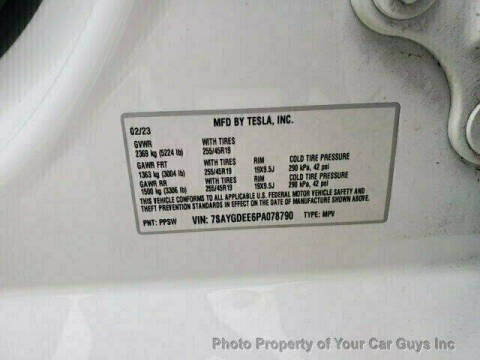 MFD BY TESLA, INC.
02/23
GVWR WITH TIRES
2369 kg (5224 lb) 255/45R19
GAWR FRT WITH TIRES RIM COLD TIRE PRESSURE
1363 kg (3004 lb) 255/45R19 19X9.5J 290 kPa, 42 psi
GAWR RR WITH TIRES RIM COLD TIRE PRESSURE
1500 kg (3306 lb) 255/45R19 19X9.5J 290 kPa, 42 psi
THIS VEHICLE CONFORMS TO ALL APPLICABLE U.S. FEDERAL MOTOR VEHICLE SAFETY AND
THEFT PREVENTION STANDARDS IN EFFECT ON THE DATE OF MANUFACTURE SHOWN ABOVE.
PNT: PPSW VIN: 7SAYGDEE6PA078790 TYPE: MPV
Photo Property of Your Car Guys Inc